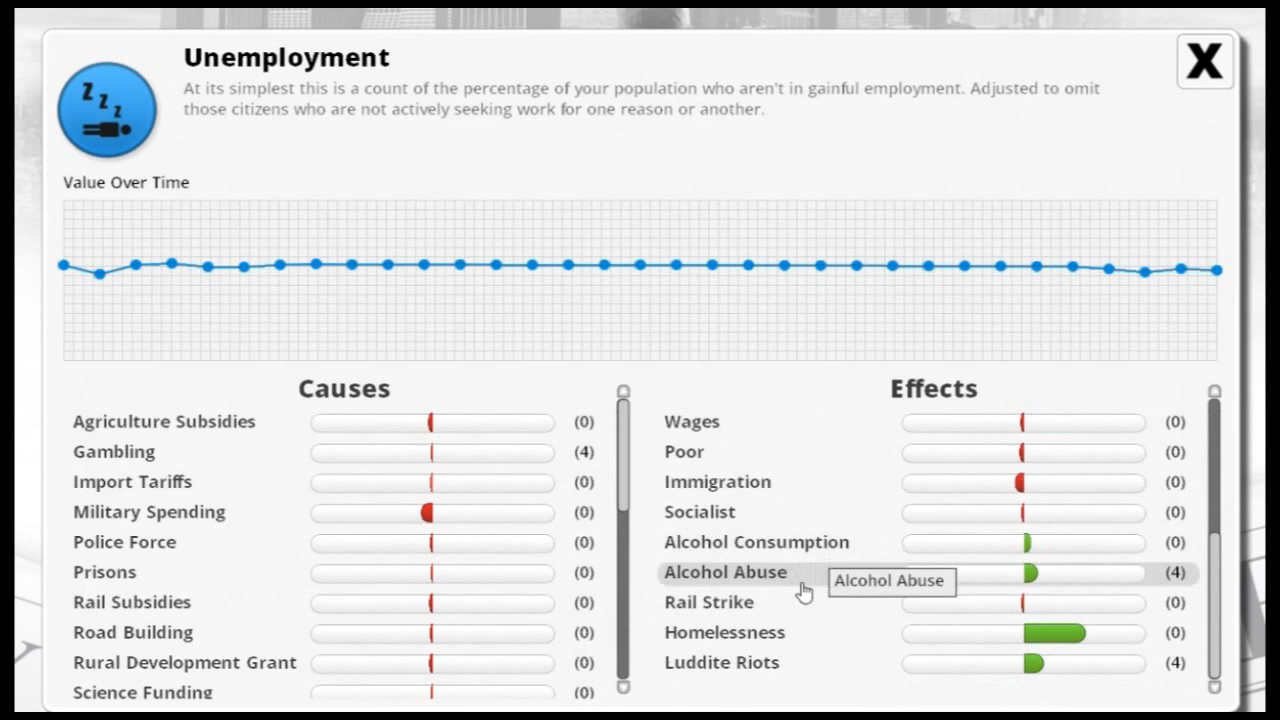 Unemployment
X
At its simplest this is a count of the percentage of your population who aren't in gainful employment. Adjusted to omit
those citizens who are not actively seeking work for one reason or another.
Value Over Time
Causes
Agriculture Subsidies (0)
Gambling (4)
Import Tariffs (0)
Military Spending (0)
Police Force (0)
Prisons (0)
Rail Subsidies (0)
Road Building (0)
Rural Development Grant (0)
Science Funding (0)
Effects
Wages (0)
Poor (0)
Immigration (0)
Socialist (0)
Alcohol Consumption (0)
Alcohol Abuse (4)
Alcohol Abuse
Rail Strike (0)
Homelessness (0)
Luddite Riots (4)